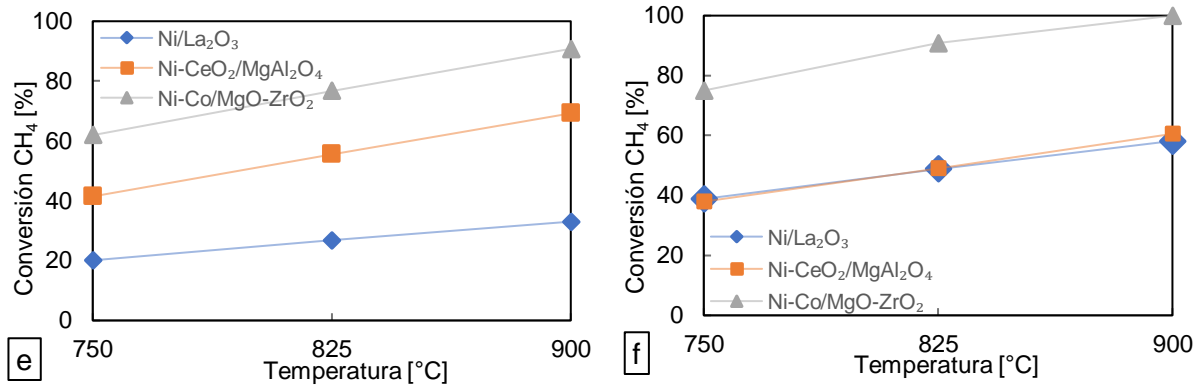 100
80
60
40
20
0
Conversión CH₄ [%]
Ni/La₂O₃
Ni-CeO₂/MgAl₂O₄
Ni-Co/MgO-ZrO₂
750
825
900
Temperatura [°C]
e
100
80
60
40
20
0
Conversión CH₄ [%]
Ni/La₂O₃
Ni-CeO₂/MgAl₂O₄
Ni-Co/MgO-ZrO₂
750
825
900
Temperatura [°C]
f